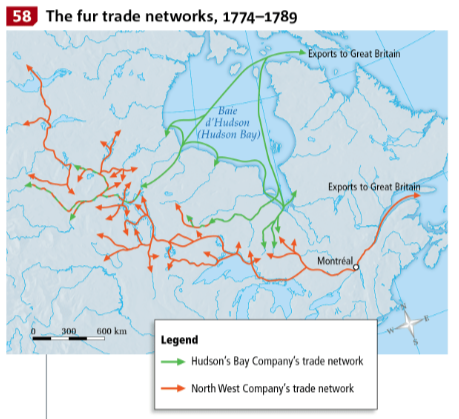 58 The fur trade networks, 1774–1789
Exports to Great Britain
Baie
d'Hudson
(Hudson Bay)
Exports to Great Britain
Montréal
N
W E
S
0 300 600 km
Legend
Hudson's Bay Company's trade network
North West Company's trade network